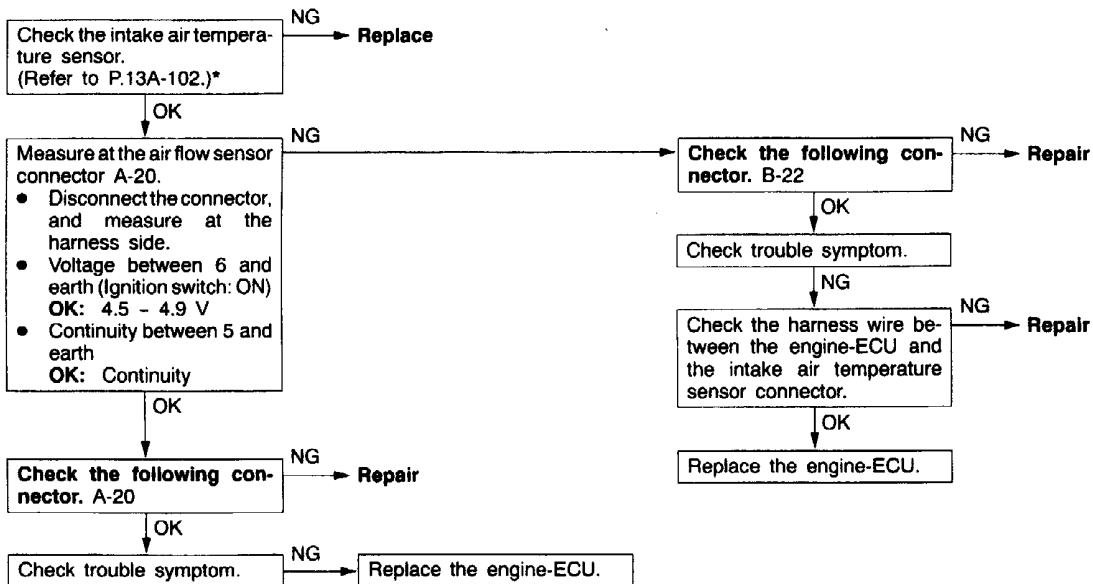 NG
Check the intake air tempera-
ture sensor.
(Refer to P.13A-102.)*
Replace
OK
NG
Measure at the air flow sensor
connector A-20.
● Disconnect the connector,
and measure at the
harness side.
● Voltage between 6 and
earth (Ignition switch: ON)
OK: 4.5 – 4.9 V
● Continuity between 5 and
earth
OK: Continuity
NG
Check the following con-
nector. B-22
Repair
OK
Check trouble symptom.
NG
NG
Check the harness wire be-
tween the engine-ECU and
the intake air temperature
sensor connector.
Repair
OK
Replace the engine-ECU.
OK
NG
Check the following con-
nector. A-20
Repair
OK
NG
Check trouble symptom.
Replace the engine-ECU.